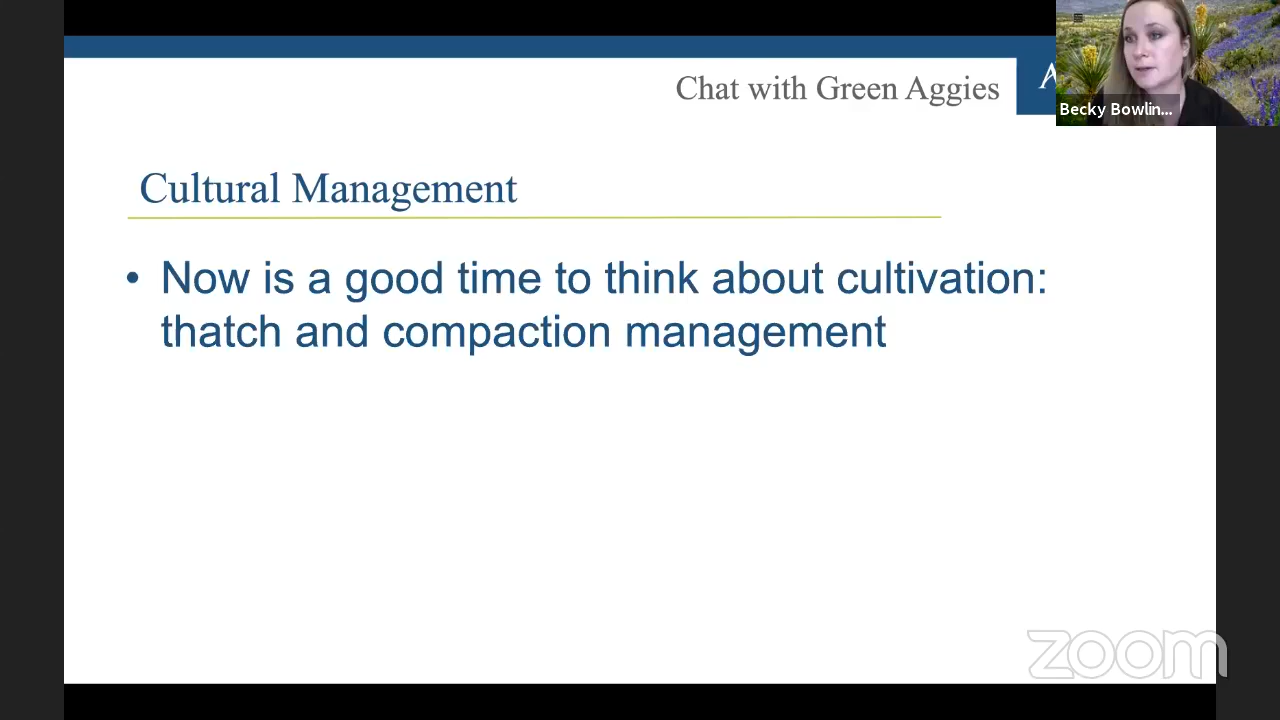 Chat with Green Aggies
A
Becky Bowlin...
Cultural Management
• Now is a good time to think about cultivation:
thatch and compaction management
zoom